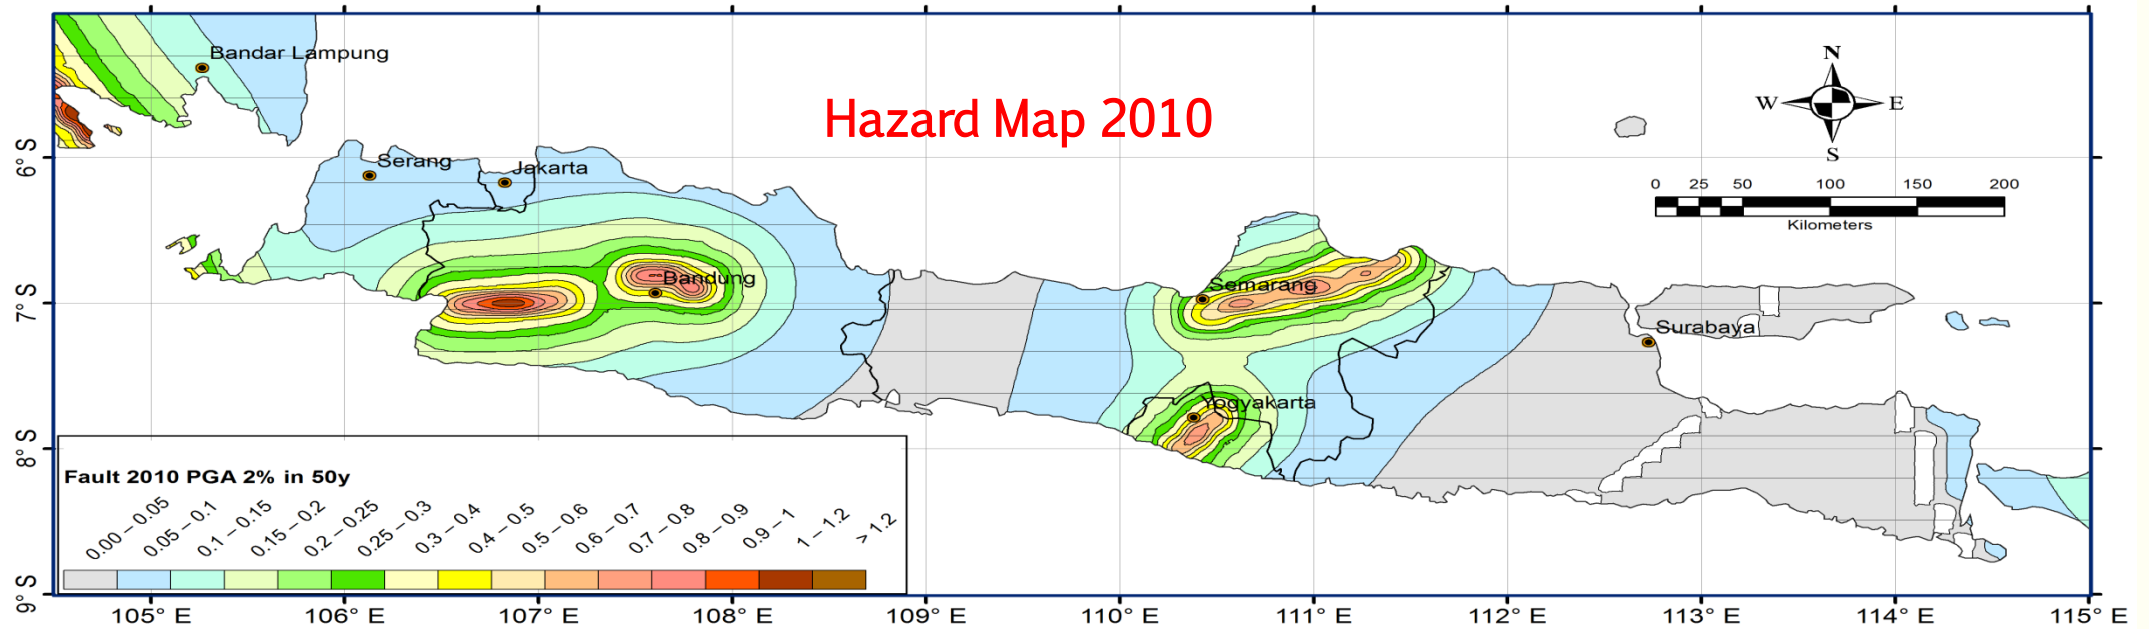 Bandar Lampung
Hazard Map 2010
N
W E
S
6° S
Serang
Jakarta
0 25 50 100 150 200
Kilometers
Bandung
7° S
Semarang
Surabaya
Yogyakarta
8° S
Fault 2010 PGA 2% in 50y
0.00 – 0.05
0.05 – 0.1
0.1 – 0.15
0.15 – 0.2
0.2 – 0.25
0.25 – 0.3
0.3 – 0.4
0.4 – 0.5
0.5 – 0.6
0.6 – 0.7
0.7 – 0.8
0.8 – 0.9
0.9 – 1
1 – 1.2
> 1.2
9° S
105° E 106° E 107° E 108° E 109° E 110° E 111° E 112° E 113° E 114° E 115° E